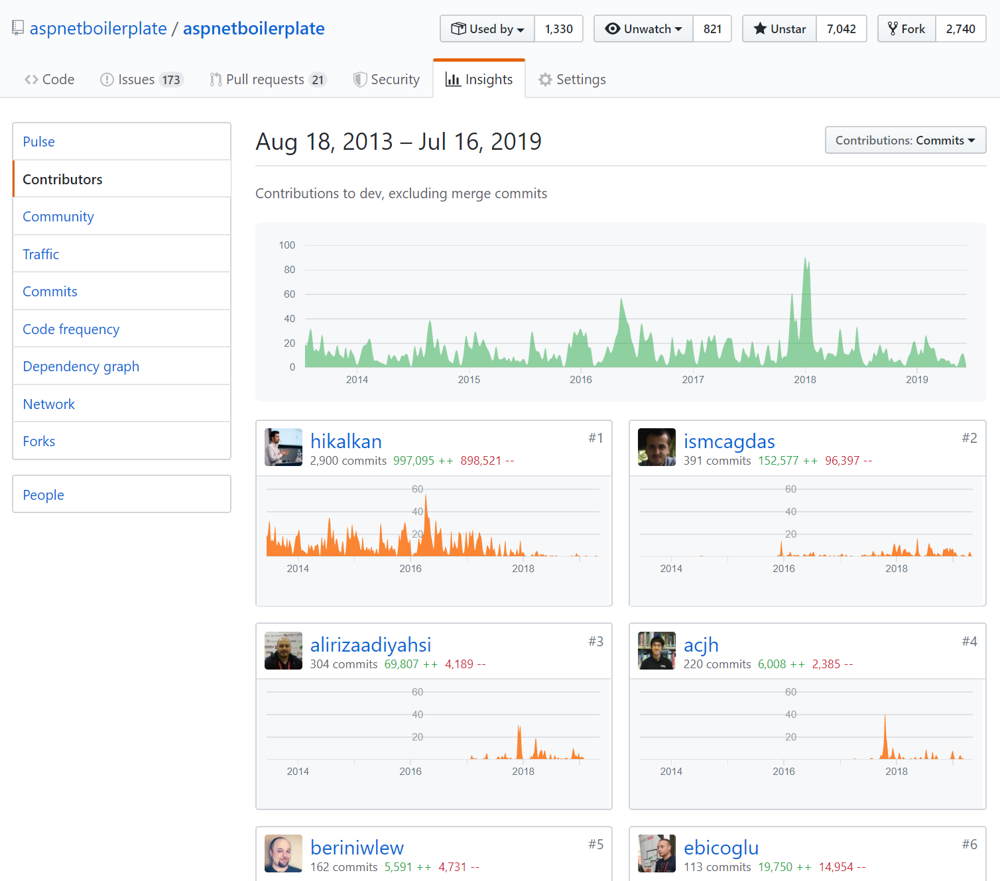 aspnetboilerplate / aspnetboilerplate
Used by 1,330
Unwatch 821
Unstar 7,042
Fork 2,740
Code
Issues 173
Pull requests 21
Security
Insights
Settings
Pulse
Contributors
Community
Traffic
Commits
Code frequency
Dependency graph
Network
Forks
People
Aug 18, 2013 – Jul 16, 2019
Contributions: Commits
Contributions to dev, excluding merge commits
100
80
60
40
20
0
2014 2015 2016 2017 2018 2019
hikalkan #1
2,900 commits 997,095 ++ 898,521 --
60
40
20
2014 2016 2018
ismcagdas #2
391 commits 152,577 ++ 96,397 --
60
40
20
2014 2016 2018
alirizaadiyahsi #3
304 commits 69,807 ++ 4,189 --
60
40
20
2014 2016 2018
acjh #4
220 commits 6,008 ++ 2,385 --
60
40
20
2014 2016 2018
beriniwlew #5
162 commits 5,591 ++ 4,731 --
ebicoglu #6
113 commits 19,750 ++ 14,954 --